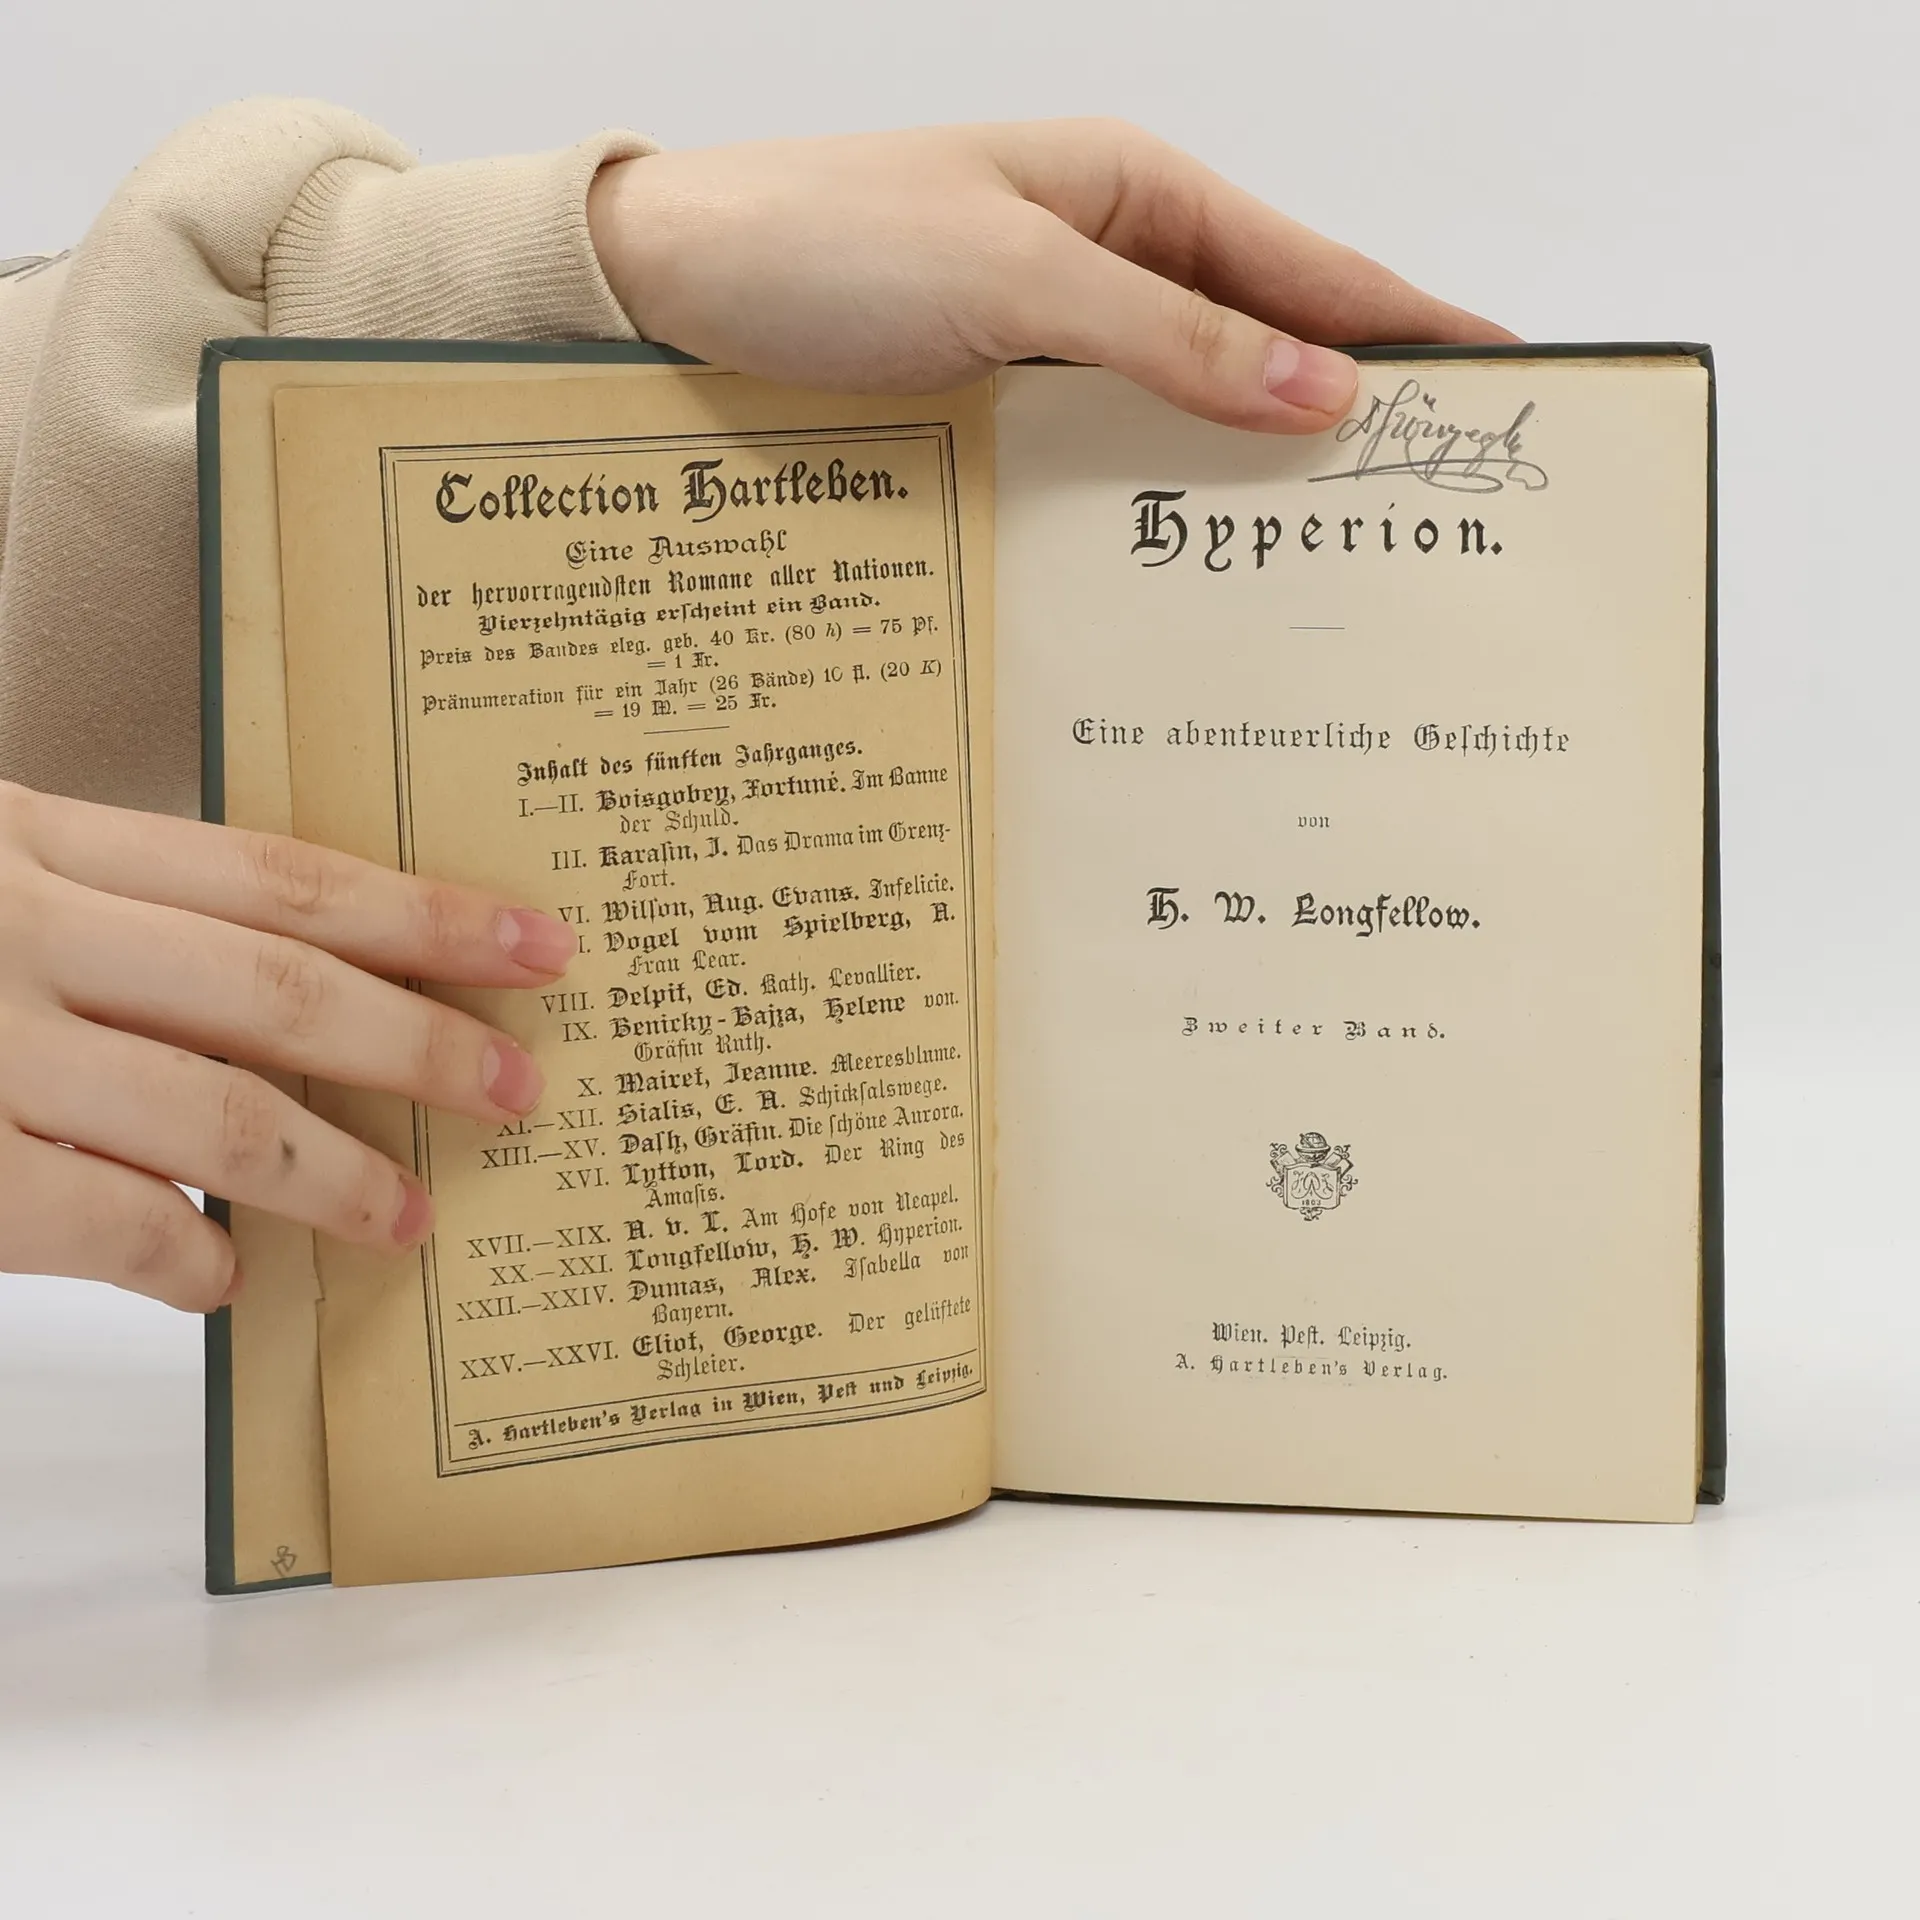 Collection Hartleben.
Eine Auswahl
der hervorragendsten Romane aller Nationen.
Vierzehntägig erscheint ein Band.
Preis des Bandes eleg. geb. 40 Kr. (80 h) = 75 Pf.
= 1 Fr.
Pränumeration für ein Jahr (26 Bände) 10 fl. (20 K)
= 19 M. = 25 Fr.
Inhalt des fünften Jahrganges.
I.—II. Boisgobey, Fortuné. Im Banne
der Schuld.
III. Karasin, J. Das Drama im Grenz-
Fort.
VI. Wilson, Aug. Evans. Infelicie.
I. Vogel vom Spielberg, A.
Frau Lear.
VIII. Delpit, Ed. Kath. Levallier.
IX. Benicky-Bajza, Helene von.
Gräfin Ruth.
X. Mairet, Jeanne. Meeresblume.
XI.—XII. Sialis, E. A. Schicksalswege.
XIII.—XV. Dash, Gräfin. Die schöne Aurora.
XVI. Lytton, Lord. Der Ring des
Amasis.
XVII.—XIX. A. v. L. Am Hofe von Neapel.
XX.—XXI. Longfellow, H. W. Hyperion.
XXII.—XXIV. Dumas, Alex. Isabella von
Bayern.
XXV.—XXVI. Eliot, George. Der gelüftete
Schleier.
A. Hartleben's Verlag in Wien, Pest und Leipzig.
Hyperion.
Eine abenteuerliche Geschichte
von
H. W. Longfellow.
Zweiter Band.
1803
Wien. Pest. Leipzig.
A. Hartleben's Verlag.